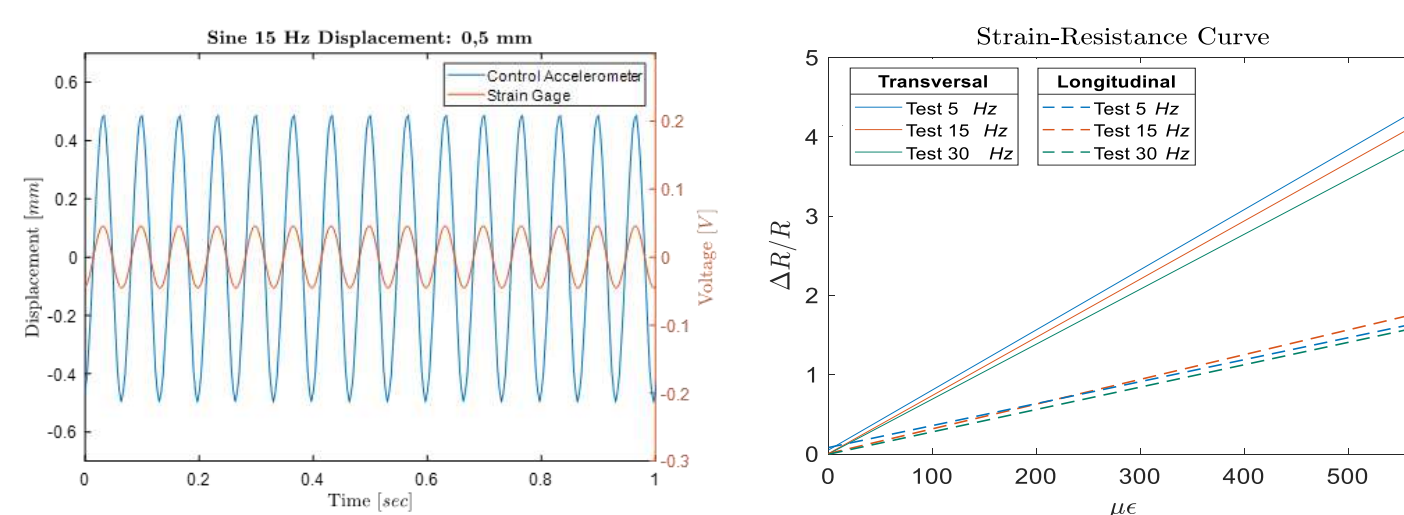 Sine 15 Hz Displacement: 0,5 mm
Control Accelerometer
Strain Gage
0.6
0.4
0.2
0
-0.2
-0.4
-0.6
Displacement [mm]
0.2
0.1
0
-0.1
-0.2
-0.3
Voltage [V]
0
0.2
0.4
0.6
0.8
1
Time [sec]
Strain-Resistance Curve
Transversal
Test 5 Hz
Test 15 Hz
Test 30 Hz
Longitudinal
Test 5 Hz
Test 15 Hz
Test 30 Hz
5
4
3
2
1
0
ΔR/R
0
100
200
300
400
500
μϵ